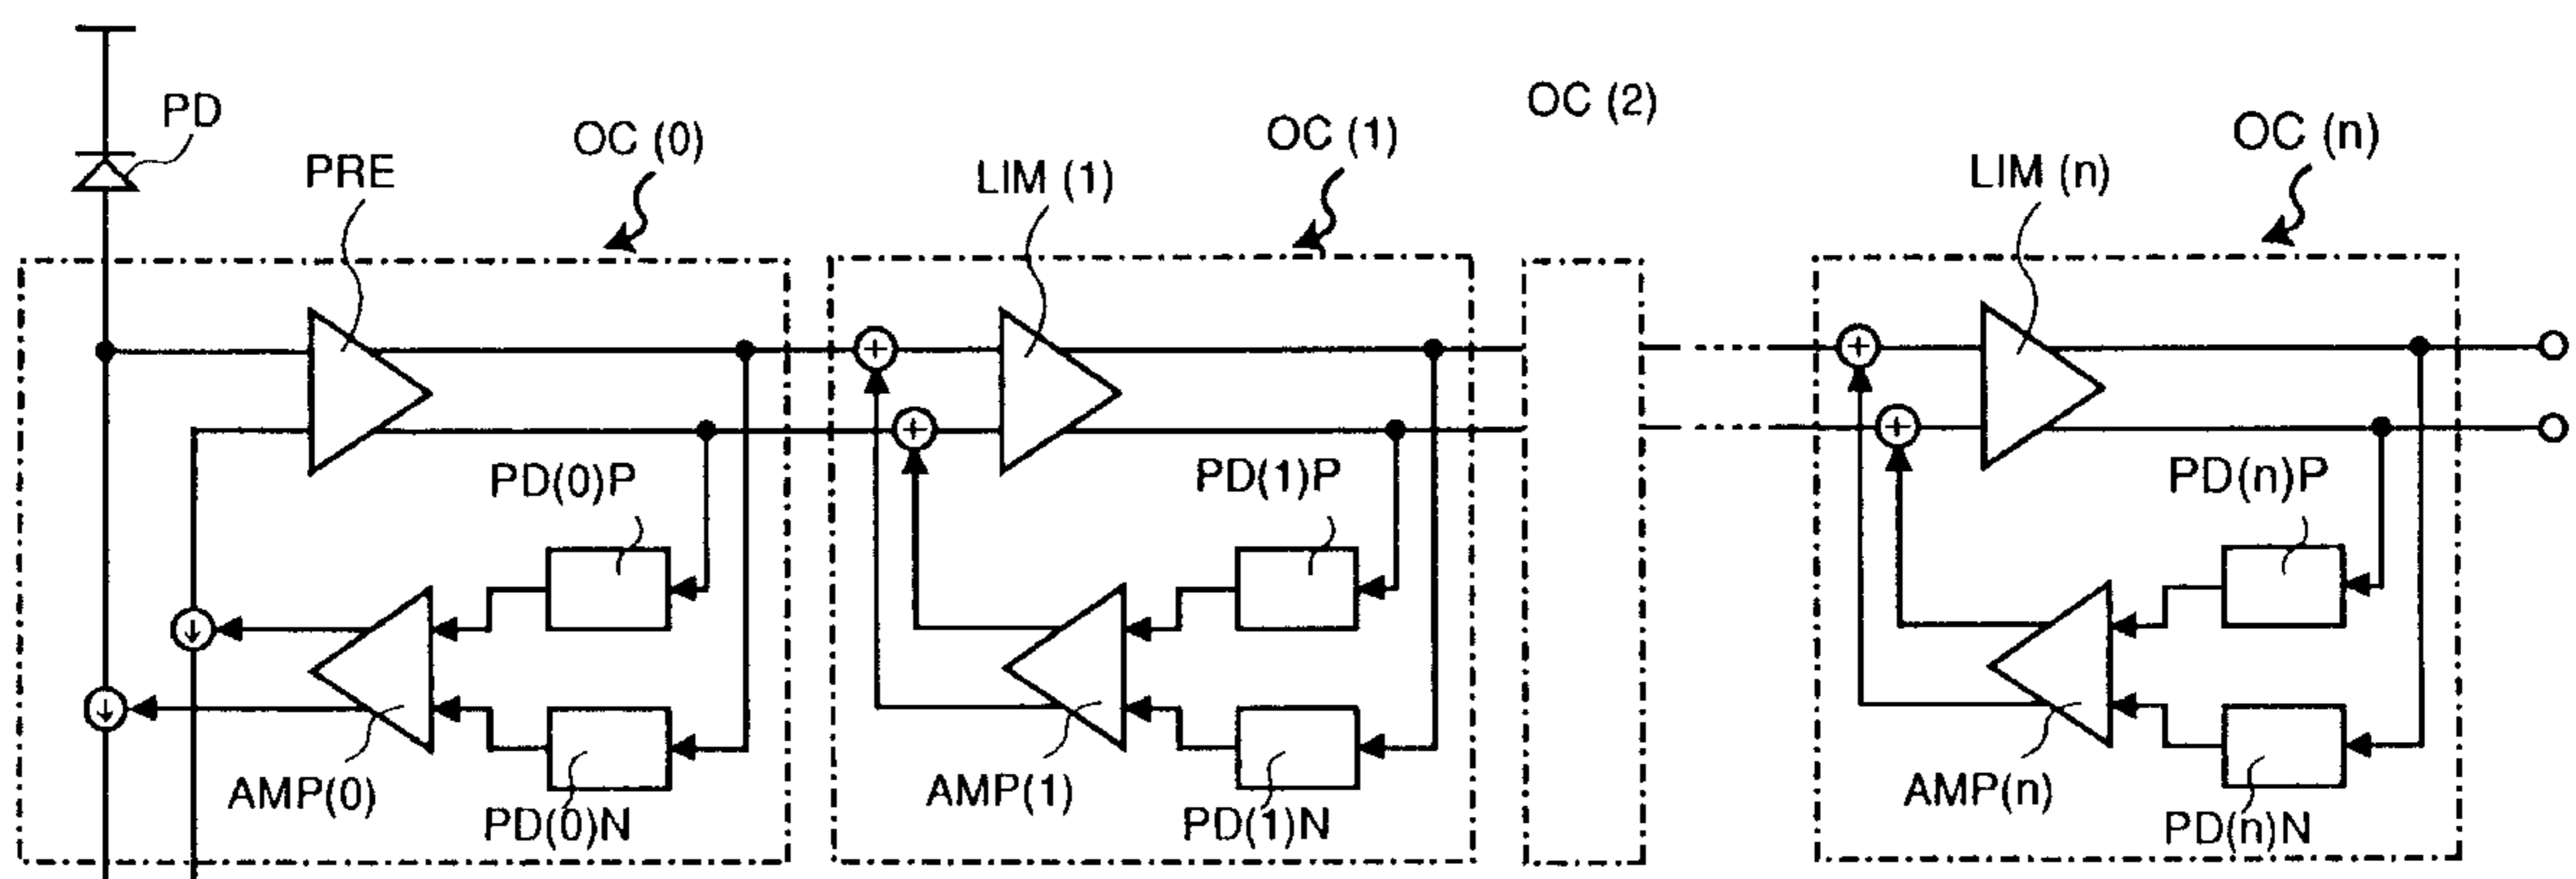 PD
PRE
OC (0)
LIM (1)
OC (1)
OC (2)
LIM (n)
OC (n)
PD(0)P
PD(1)P
PD(n)P
AMP(0)
PD(0)N
AMP(1)
PD(1)N
AMP(n)
PD(n)N